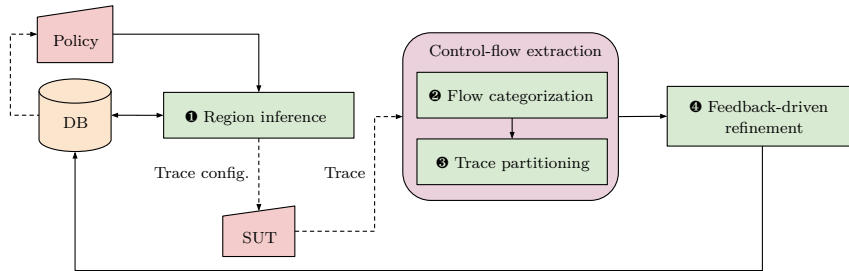 Policy
Control-flow extraction
❷ Flow categorization
❹ Feedback-driven
refinement
DB
❶ Region inference
❸ Trace partitioning
Trace config.
Trace
SUT